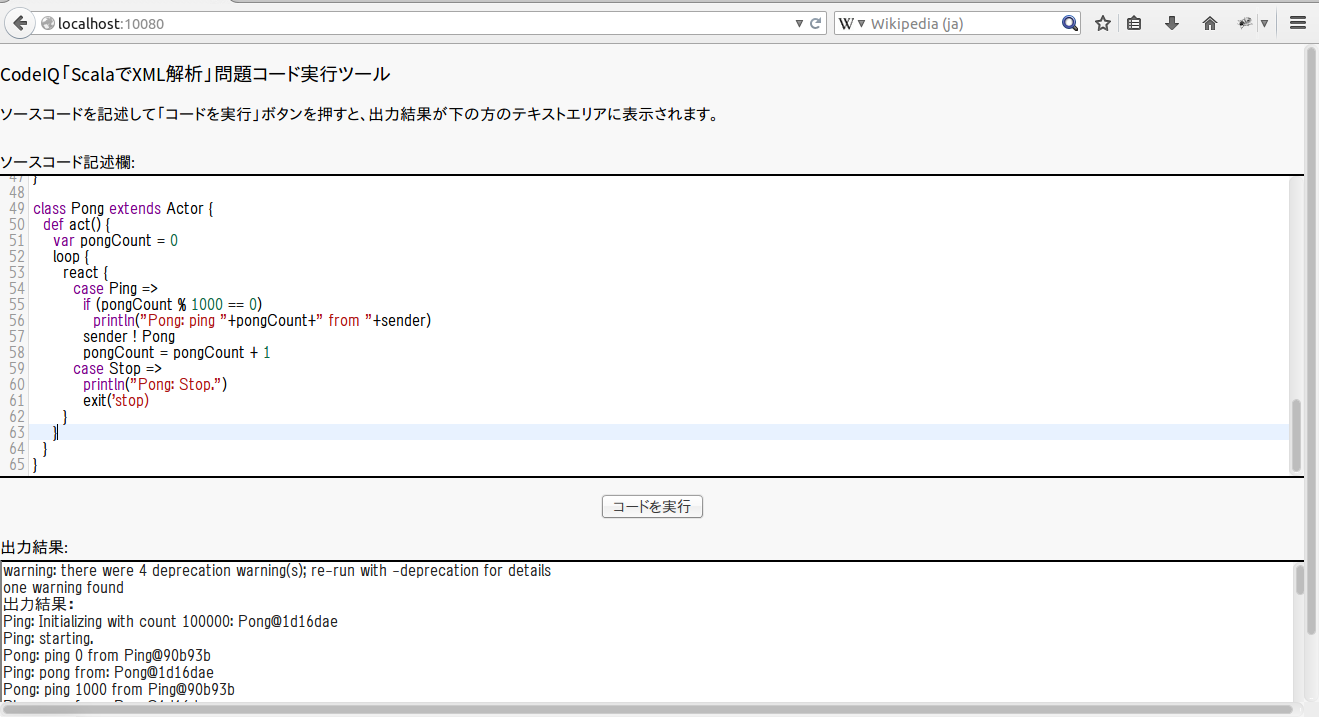 localhost:10080
W Wikipedia (ja)
CodeIQ「ScalaでXML解析」問題コード実行ツール
ソースコードを記述して「コードを実行」ボタンを押すと、出力結果が下の方のテキストエリアに表示されます。
ソースコード記述欄:
47 }
48
49 class Pong extends Actor {
50 def act() {
51 var pongCount = 0
52 loop {
53 react {
54 case Ping =>
55 if (pongCount % 1000 == 0)
56 println("Pong: ping "+pongCount+" from "+sender)
57 sender ! Pong
58 pongCount = pongCount + 1
59 case Stop =>
60 println("Pong: Stop.")
61 exit('stop)
62 }
63 }
64 }
65 }
コードを実行
出力結果:
warning: there were 4 deprecation warning(s); re-run with -deprecation for details
one warning found
出力結果：
Ping: Initializing with count 100000: Pong@1d16dae
Ping: starting.
Pong: ping 0 from Ping@90b93b
Ping: pong from: Pong@1d16dae
Pong: ping 1000 from Ping@90b93b